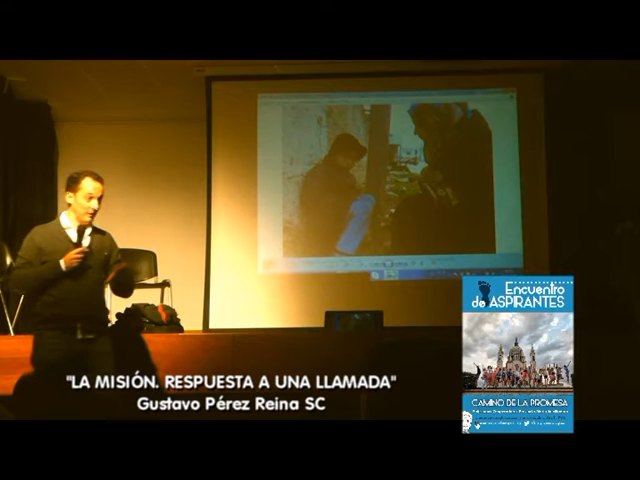 Encuentro
de ASPIRANTES
CAMINO DE LA PROMESA
"LA MISIÓN. RESPUESTA A UNA LLAMADA"
Gustavo Pérez Reina SC